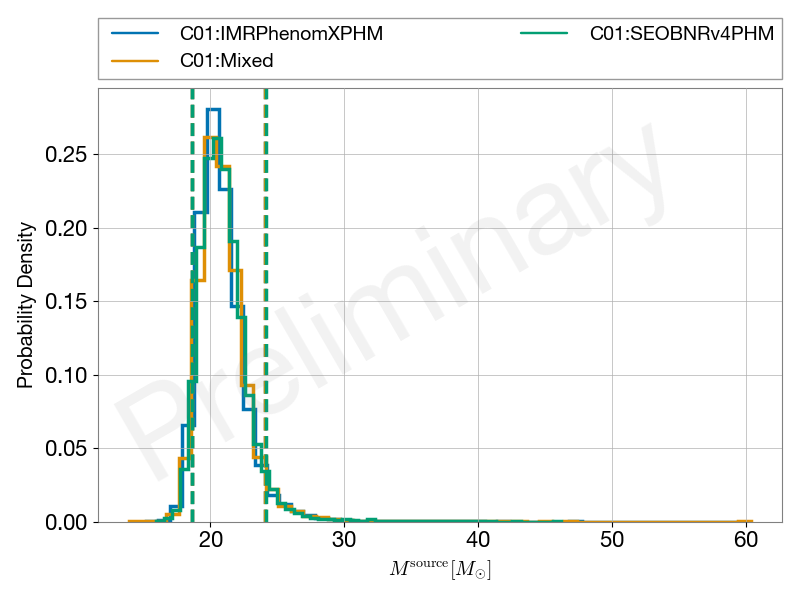 C01:IMRPhenomXPHM
C01:Mixed
C01:SEOBNRv4PHM
Probability Density
0.25
0.20
0.15
0.10
0.05
0.00
Preliminary
20 30 40 50 60
M^source [M_☉]